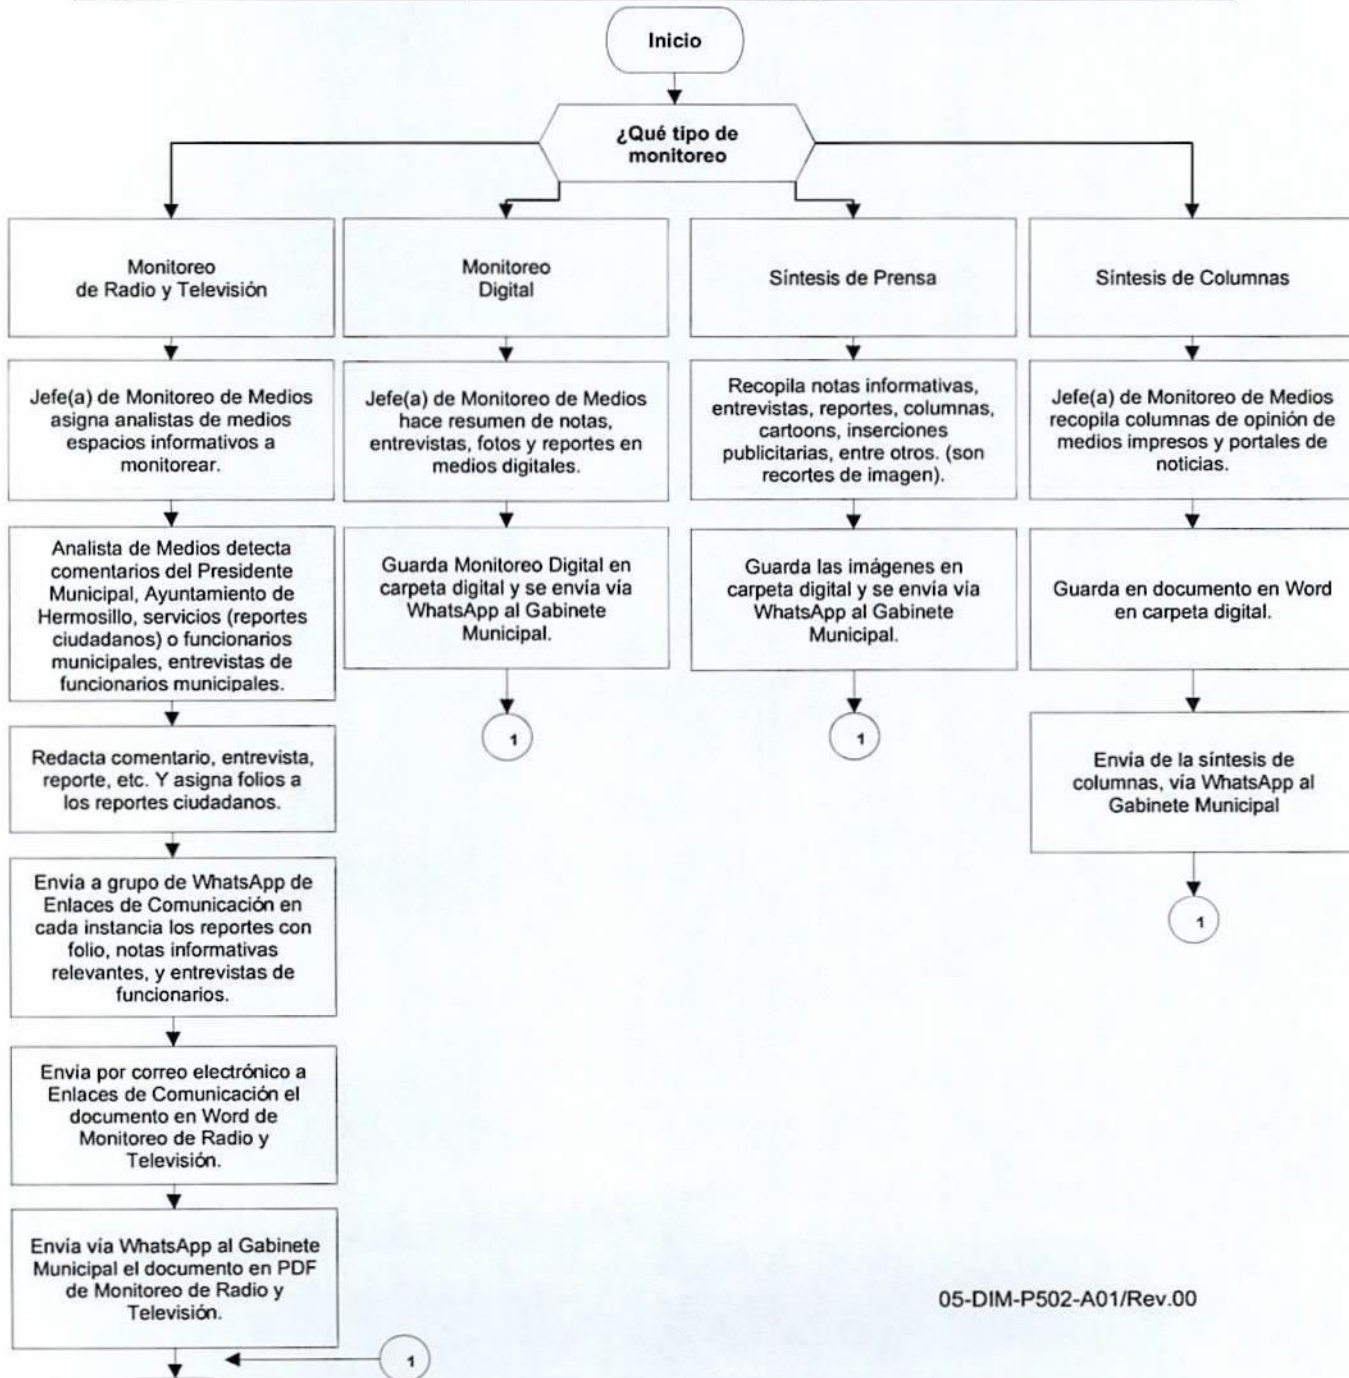 Inicio
¿Qué tipo de
monitoreo
Monitoreo
de Radio y Televisión
Monitoreo
Digital
Síntesis de Prensa
Síntesis de Columnas
Jefe(a) de Monitoreo de Medios
asigna analistas de medios
espacios informativos a
monitorear.
Jefe(a) de Monitoreo de Medios
hace resumen de notas,
entrevistas, fotos y reportes en
medios digitales.
Recopila notas informativas,
entrevistas, reportes, columnas,
cartoons, inserciones
publicitarias, entre otros. (son
recortes de imagen).
Jefe(a) de Monitoreo de Medios
recopila columnas de opinión de
medios impresos y portales de
noticias.
Analista de Medios detecta
comentarios del Presidente
Municipal, Ayuntamiento de
Hermosillo, servicios (reportes
ciudadanos) o funcionarios
municipales, entrevistas de
funcionarios municipales.
Guarda Monitoreo Digital en
carpeta digital y se envía vía
WhatsApp al Gabinete
Municipal.
Guarda las imágenes en
carpeta digital y se envía vía
WhatsApp al Gabinete
Municipal.
Guarda en documento en Word
en carpeta digital.
Redacta comentario, entrevista,
reporte, etc. Y asigna folios a
los reportes ciudadanos.
1
1
Envía de la síntesis de
columnas, vía WhatsApp al
Gabinete Municipal
Envía a grupo de WhatsApp de
Enlaces de Comunicación en
cada instancia los reportes con
folio, notas informativas
relevantes, y entrevistas de
funcionarios.
1
Envía por correo electrónico a
Enlaces de Comunicación el
documento en Word de
Monitoreo de Radio y
Televisión.
Envía vía WhatsApp al Gabinete
Municipal el documento en PDF
de Monitoreo de Radio y
Televisión.
05-DIM-P502-A01/Rev.00
1